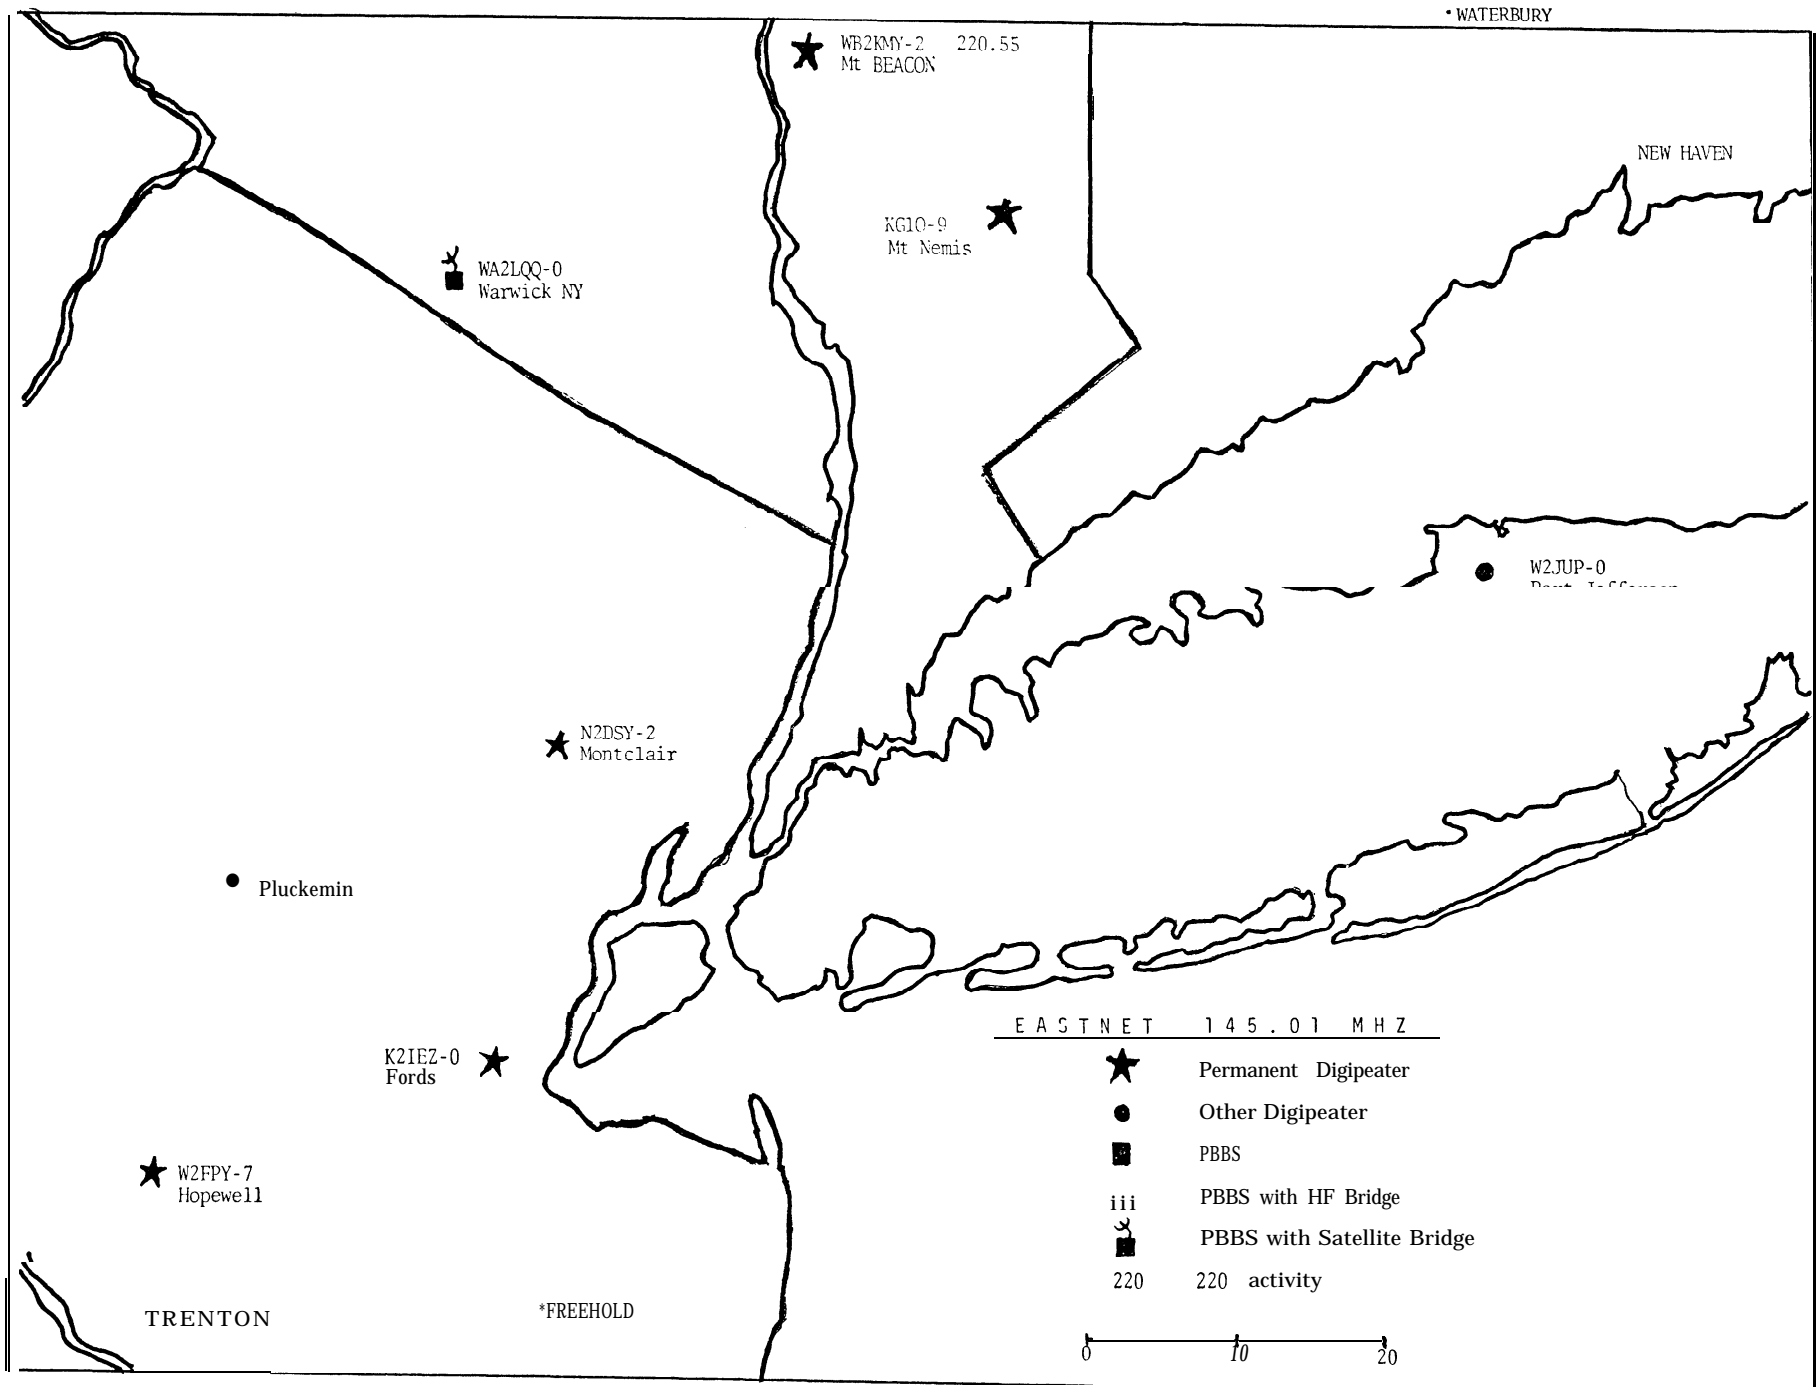 • WATERBURY
WB2KMY-2 220.55
Mt BEACON
NEW HAVEN
KG1O-9
Mt Nemis
WA2LQQ-0
Warwick NY
W2JUP-0
N2DSY-2
Montclair
Pluckemin
EASTNET 145.01 MHZ
K2IEZ-0
Fords
Permanent Digipeater
Other Digipeater
PBBS
iii PBBS with HF Bridge
PBBS with Satellite Bridge
220 220 activity
W2FPY-7
Hopewell
TRENTON
*FREEHOLD
0 10 20